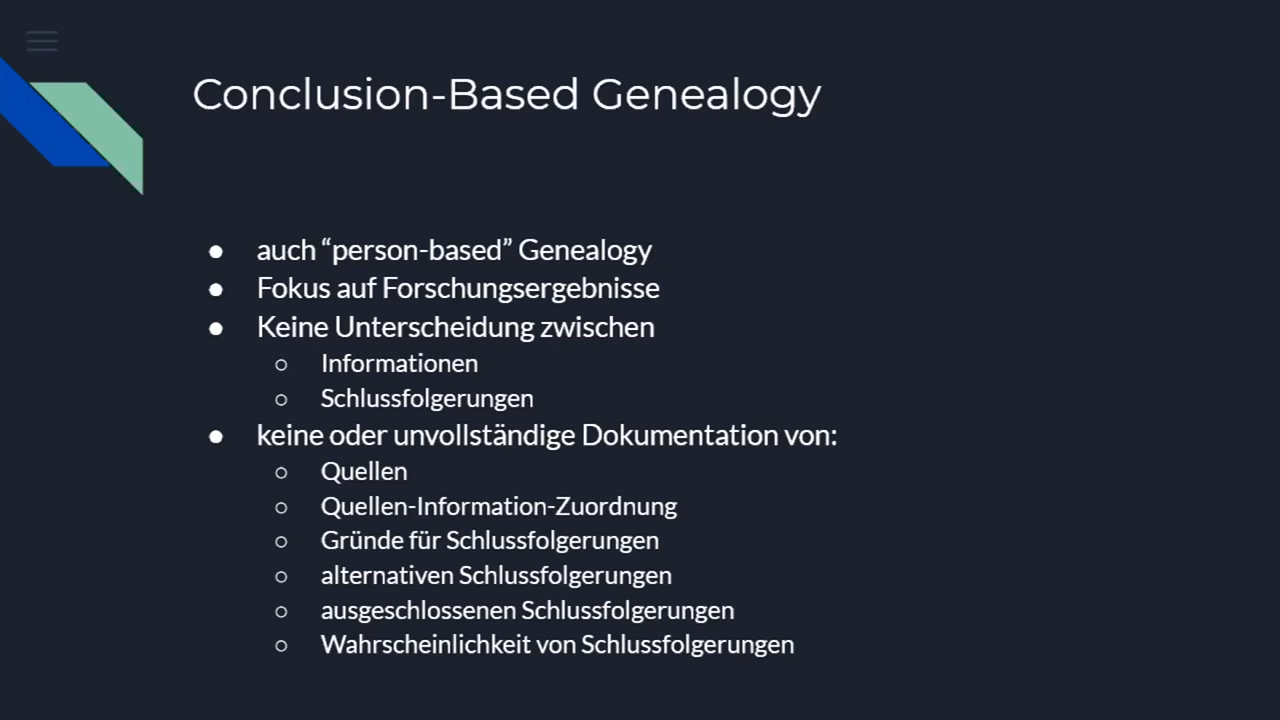 Conclusion-Based Genealogy
● auch “person-based” Genealogy
● Fokus auf Forschungsergebnisse
● Keine Unterscheidung zwischen
○ Informationen
○ Schlussfolgerungen
● keine oder unvollständige Dokumentation von:
○ Quellen
○ Quellen-Information-Zuordnung
○ Gründe für Schlussfolgerungen
○ alternativen Schlussfolgerungen
○ ausgeschlossenen Schlussfolgerungen
○ Wahrscheinlichkeit von Schlussfolgerungen